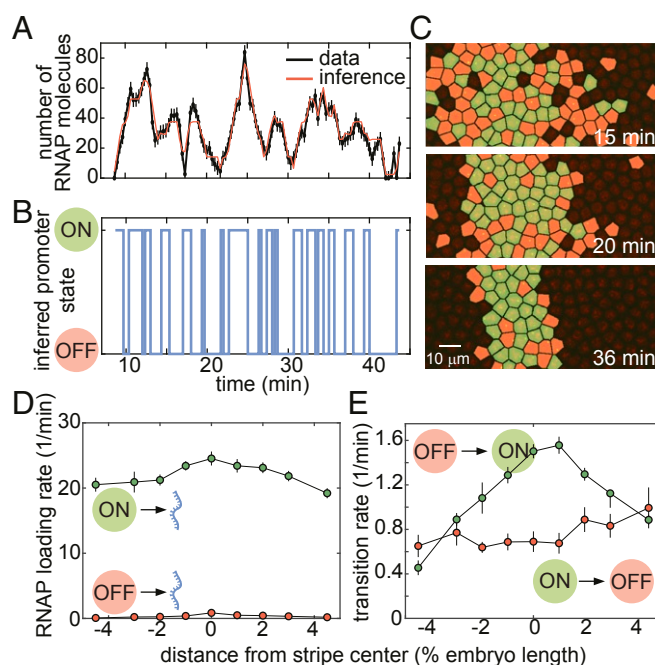 A
number of
RNAP molecules
80
60
40
20
0
data
inference
B
inferred promoter
state
ON
OFF
10
20
30
40
time (min)
C
15 min
20 min
36 min
10 μm
D
RNAP loading rate (1/min)
30
20
10
0
ON
OFF
-4
-2
0
2
4
E
transition rate (1/min)
1.6
1.2
0.8
0.4
0
OFF
ON
ON
OFF
-4
-2
0
2
4
distance from stripe center (% embryo length)